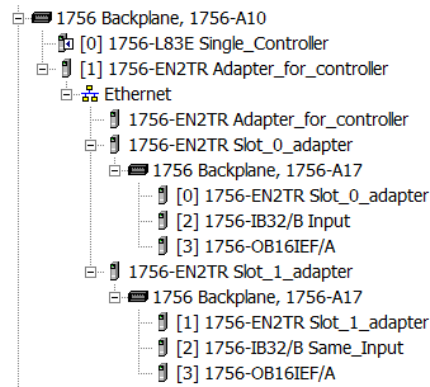 1756 Backplane, 1756-A10
[0] 1756-L83E Single_Controller
[1] 1756-EN2TR Adapter_for_controller
Ethernet
1756-EN2TR Adapter_for_controller
1756-EN2TR Slot_0_adapter
1756 Backplane, 1756-A17
[0] 1756-EN2TR Slot_0_adapter
[2] 1756-IB32/B Input
[3] 1756-OB16IEF/A
1756-EN2TR Slot_1_adapter
1756 Backplane, 1756-A17
[1] 1756-EN2TR Slot_1_adapter
[2] 1756-IB32/B Same_Input
[3] 1756-OB16IEF/A